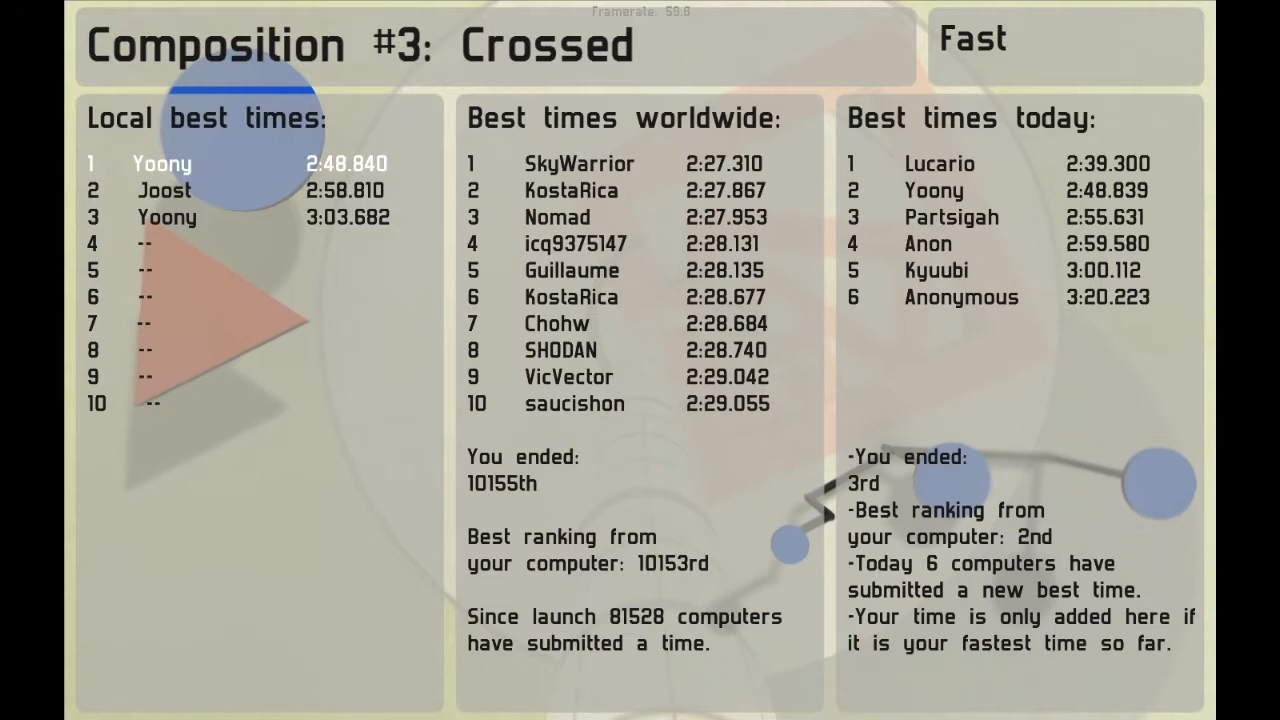 Framerate: 59.8
Composition #3: Crossed
Fast
Local best times:
1 Yoony 2:48.840
2 Joost 2:58.810
3 Yoony 3:03.682
4 --
5 --
6 --
7 --
8 --
9 --
10 --
Best times worldwide:
1 SkyWarrior 2:27.310
2 KostaRica 2:27.867
3 Nomad 2:27.953
4 icq9375147 2:28.131
5 Guillaume 2:28.135
6 KostaRica 2:28.677
7 Chohw 2:28.684
8 SHODAN 2:28.740
9 VicVector 2:29.042
10 saucishon 2:29.055
You ended:
10155th
Best ranking from
your computer: 10153rd
Since launch 81528 computers
have submitted a time.
Best times today:
1 Lucario 2:39.300
2 Yoony 2:48.839
3 Partsigah 2:55.631
4 Anon 2:59.580
5 Kyuubi 3:00.112
6 Anonymous 3:20.223
-You ended:
3rd
-Best ranking from
your computer: 2nd
-Today 6 computers have
submitted a new best time.
-Your time is only added here if
it is your fastest time so far.